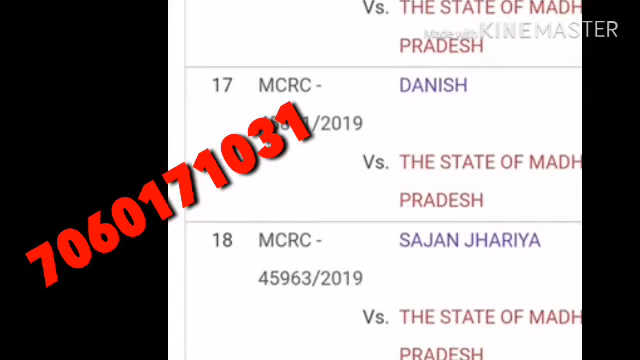 Vs. THE STATE OF MADH
Made with KINEMASTER
PRADESH
17 MCRC - DANISH
/2019
Vs. THE STATE OF MADH
PRADESH
7060171031
18 MCRC - SAJAN JHARIYA
45963/2019
Vs. THE STATE OF MADH
PRADESH